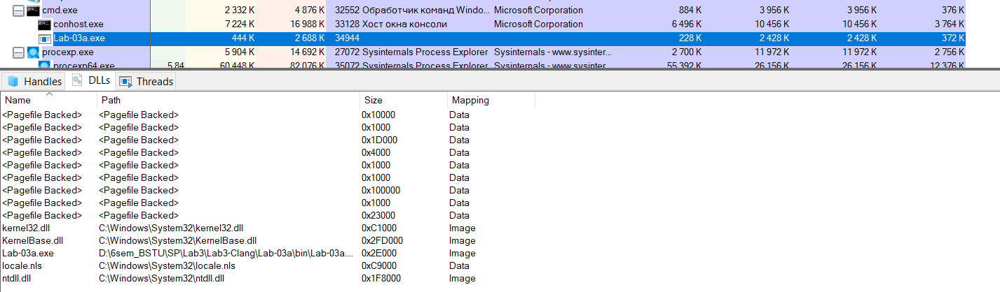 cmd.exe 2 332 K 4 876 K 32552 Обработчик команд Windo... Microsoft Corporation 884 K 3 956 K 3 956 K 376 K
conhost.exe 7 224 K 16 988 K 33128 Хост окна консоли Microsoft Corporation 6 496 K 10 456 K 10 456 K 3 764 K
Lab-03a.exe 444 K 2 688 K 34944 228 K 2 428 K 2 428 K 372 K
procexp.exe 5 904 K 14 692 K 27072 Sysinternals Process Explorer Sysinternals - www.sysinter... 2 700 K 11 972 K 11 972 K 2 756 K
procexp64.exe 5.84 60 448 K 82 076 K 35072 Sysinternals Process Explorer Sysinternals - www.sysinter... 55 392 K 26 156 K 26 156 K 12 376 K
Handles DLLs Threads
Name Path Size Mapping
<Pagefile Backed> <Pagefile Backed> 0x10000 Data
<Pagefile Backed> <Pagefile Backed> 0x1000 Data
<Pagefile Backed> <Pagefile Backed> 0x1D000 Data
<Pagefile Backed> <Pagefile Backed> 0x4000 Data
<Pagefile Backed> <Pagefile Backed> 0x1000 Data
<Pagefile Backed> <Pagefile Backed> 0x1000 Data
<Pagefile Backed> <Pagefile Backed> 0x100000 Data
<Pagefile Backed> <Pagefile Backed> 0x1000 Data
<Pagefile Backed> <Pagefile Backed> 0x23000 Data
kernel32.dll C:\Windows\System32\kernel32.dll 0xC1000 Image
KernelBase.dll C:\Windows\System32\KernelBase.dll 0x2FD000 Image
Lab-03a.exe D:\6sem_BSTU\SP\Lab3\Lab3-Clang\Lab-03a\bin\Lab-03a.... 0x2E000 Image
locale.nls C:\Windows\System32\locale.nls 0xC9000 Data
ntdll.dll C:\Windows\System32\ntdll.dll 0x1F8000 Image